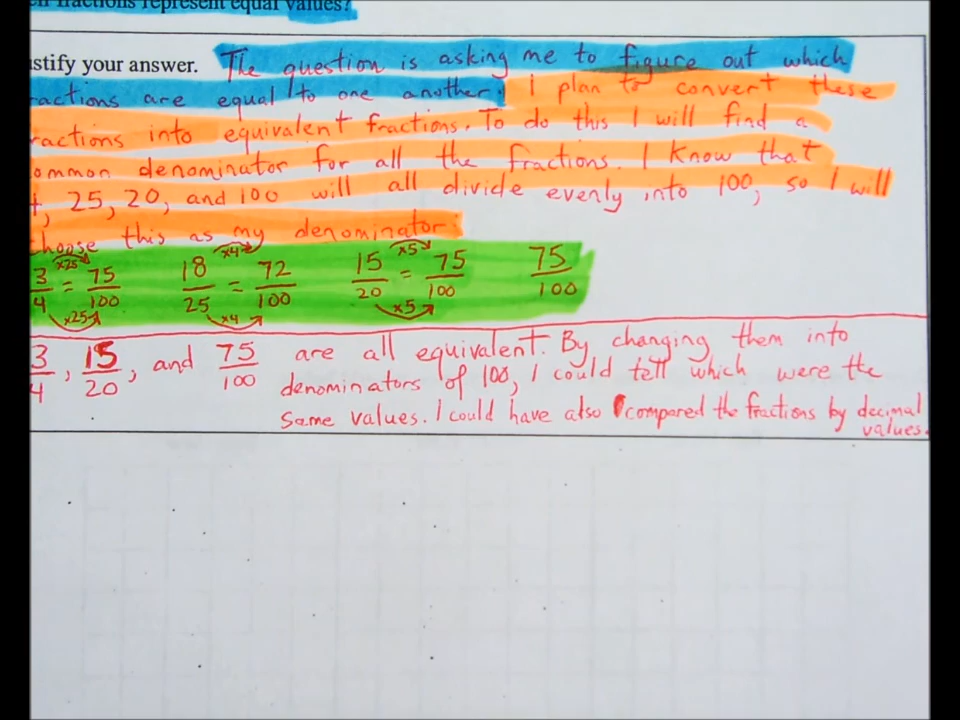 fractions represent equal values?
ustify your answer. The question is asking me to figure out which
ractions are equal to one another. I plan to convert these
ractions into equivalent fractions. To do this I will find a
ommon denominator for all the fractions. I know that
4, 25, 20, and 100 will all divide evenly into 100, so I will
choose this as my denominator:
×25 ×4 ×5
3/4 = 75/100 18/25 = 72/100 15/20 = 75/100 75/100
×25 ×4 ×5
3/4, 15/20, and 75/100 are all equivalent. By changing them into
denominators of 100, I could tell which were the
same values. I could have also compared the fractions by decimal
values.